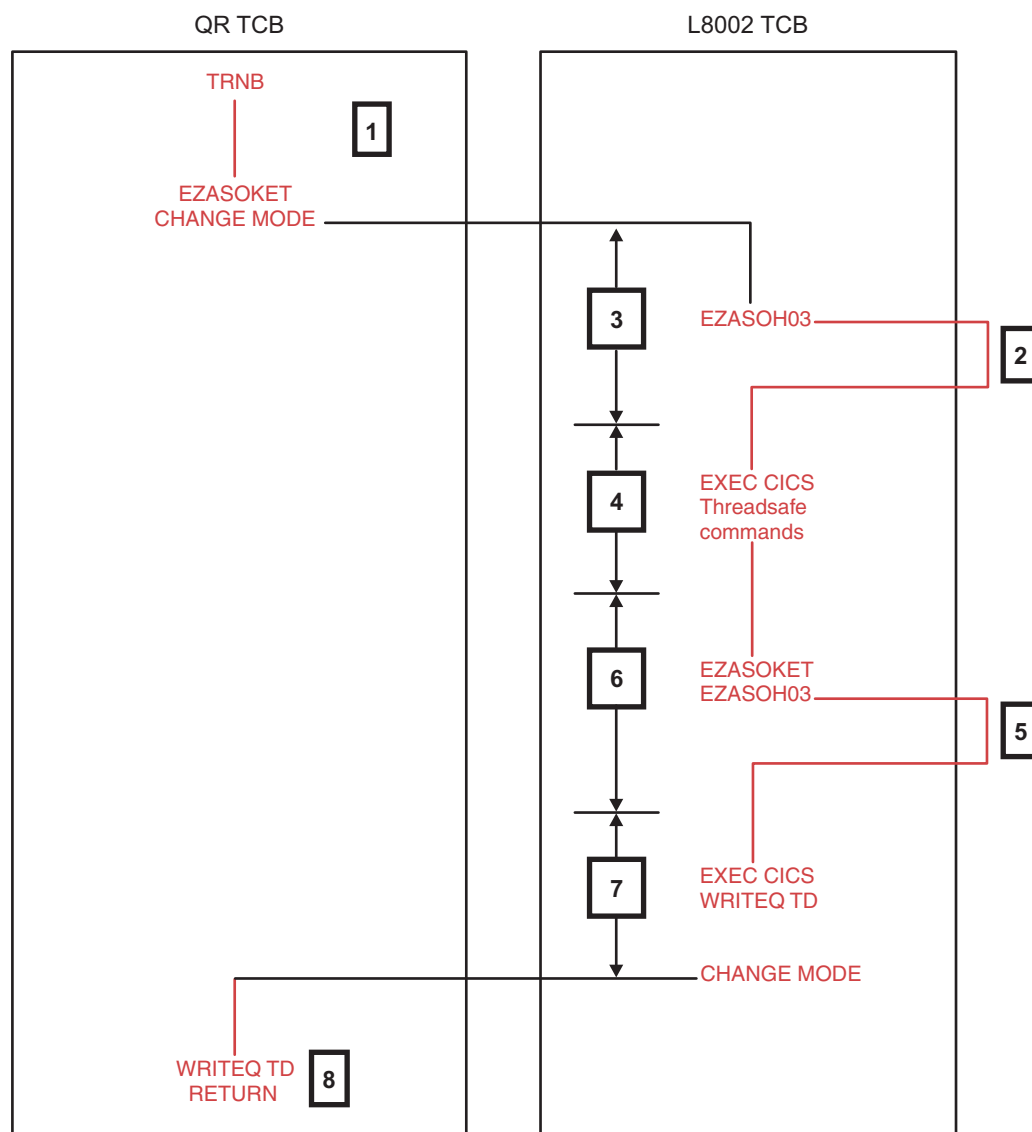 QR TCB
L8002 TCB
TRNB
1
EZASOKET
CHANGE MODE
3
EZASOH03
2
4
EXEC CICS
Threadsafe
commands
6
EZASOKET
EZASOH03
5
7
EXEC CICS
WRITEQ TD
CHANGE MODE
WRITEQ TD
RETURN
8